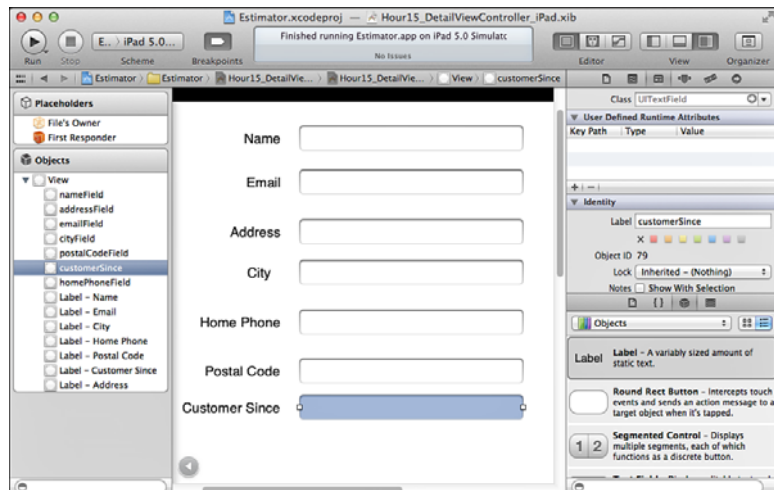 Estimator.xcodeproj — Hour15_DetailViewController_iPad.xib
Run
Stop
E... iPad 5.0...
Scheme
Breakpoints
Finished running Estimator.app on iPad 5.0 Simulatc
No Issues
Editor
View
Organizer
Estimator
Estimator
Hour15_DetailVie...
Hour15_DetailVie...
View
customerSince
Placeholders
File's Owner
First Responder
Objects
View
nameField
addressField
emailField
cityField
postalCodeField
customerSince
homePhoneField
Label – Name
Label – Email
Label – City
Label – Home Phone
Label – Postal Code
Label – Customer Since
Label – Address
Name
Email
Address
City
Home Phone
Postal Code
Customer Since
Class UITextField
User Defined Runtime Attributes
Key Path Type Value
Identity
Label customerSince
Object ID 79
Lock Inherited – (Nothing)
Notes Show With Selection
Objects
Label
Label – A variably sized amount of
static text.
Round Rect Button – Intercepts touch
events and sends an action message to a
target object when it's tapped.
1 2
Segmented Control – Displays
multiple segments, each of which
functions as a discrete button.